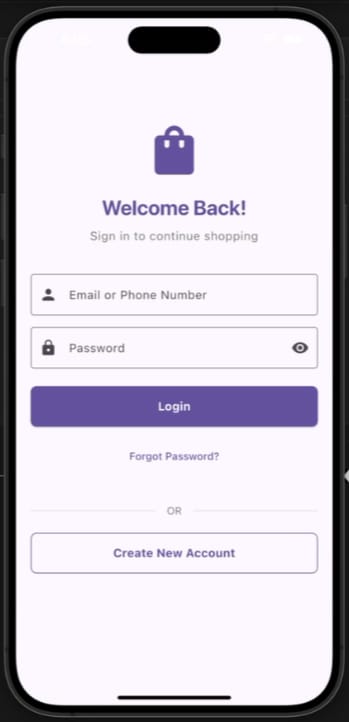 Welcome Back!
Sign in to continue shopping
Email or Phone Number
Password
Login
Forgot Password?
OR
Create New Account